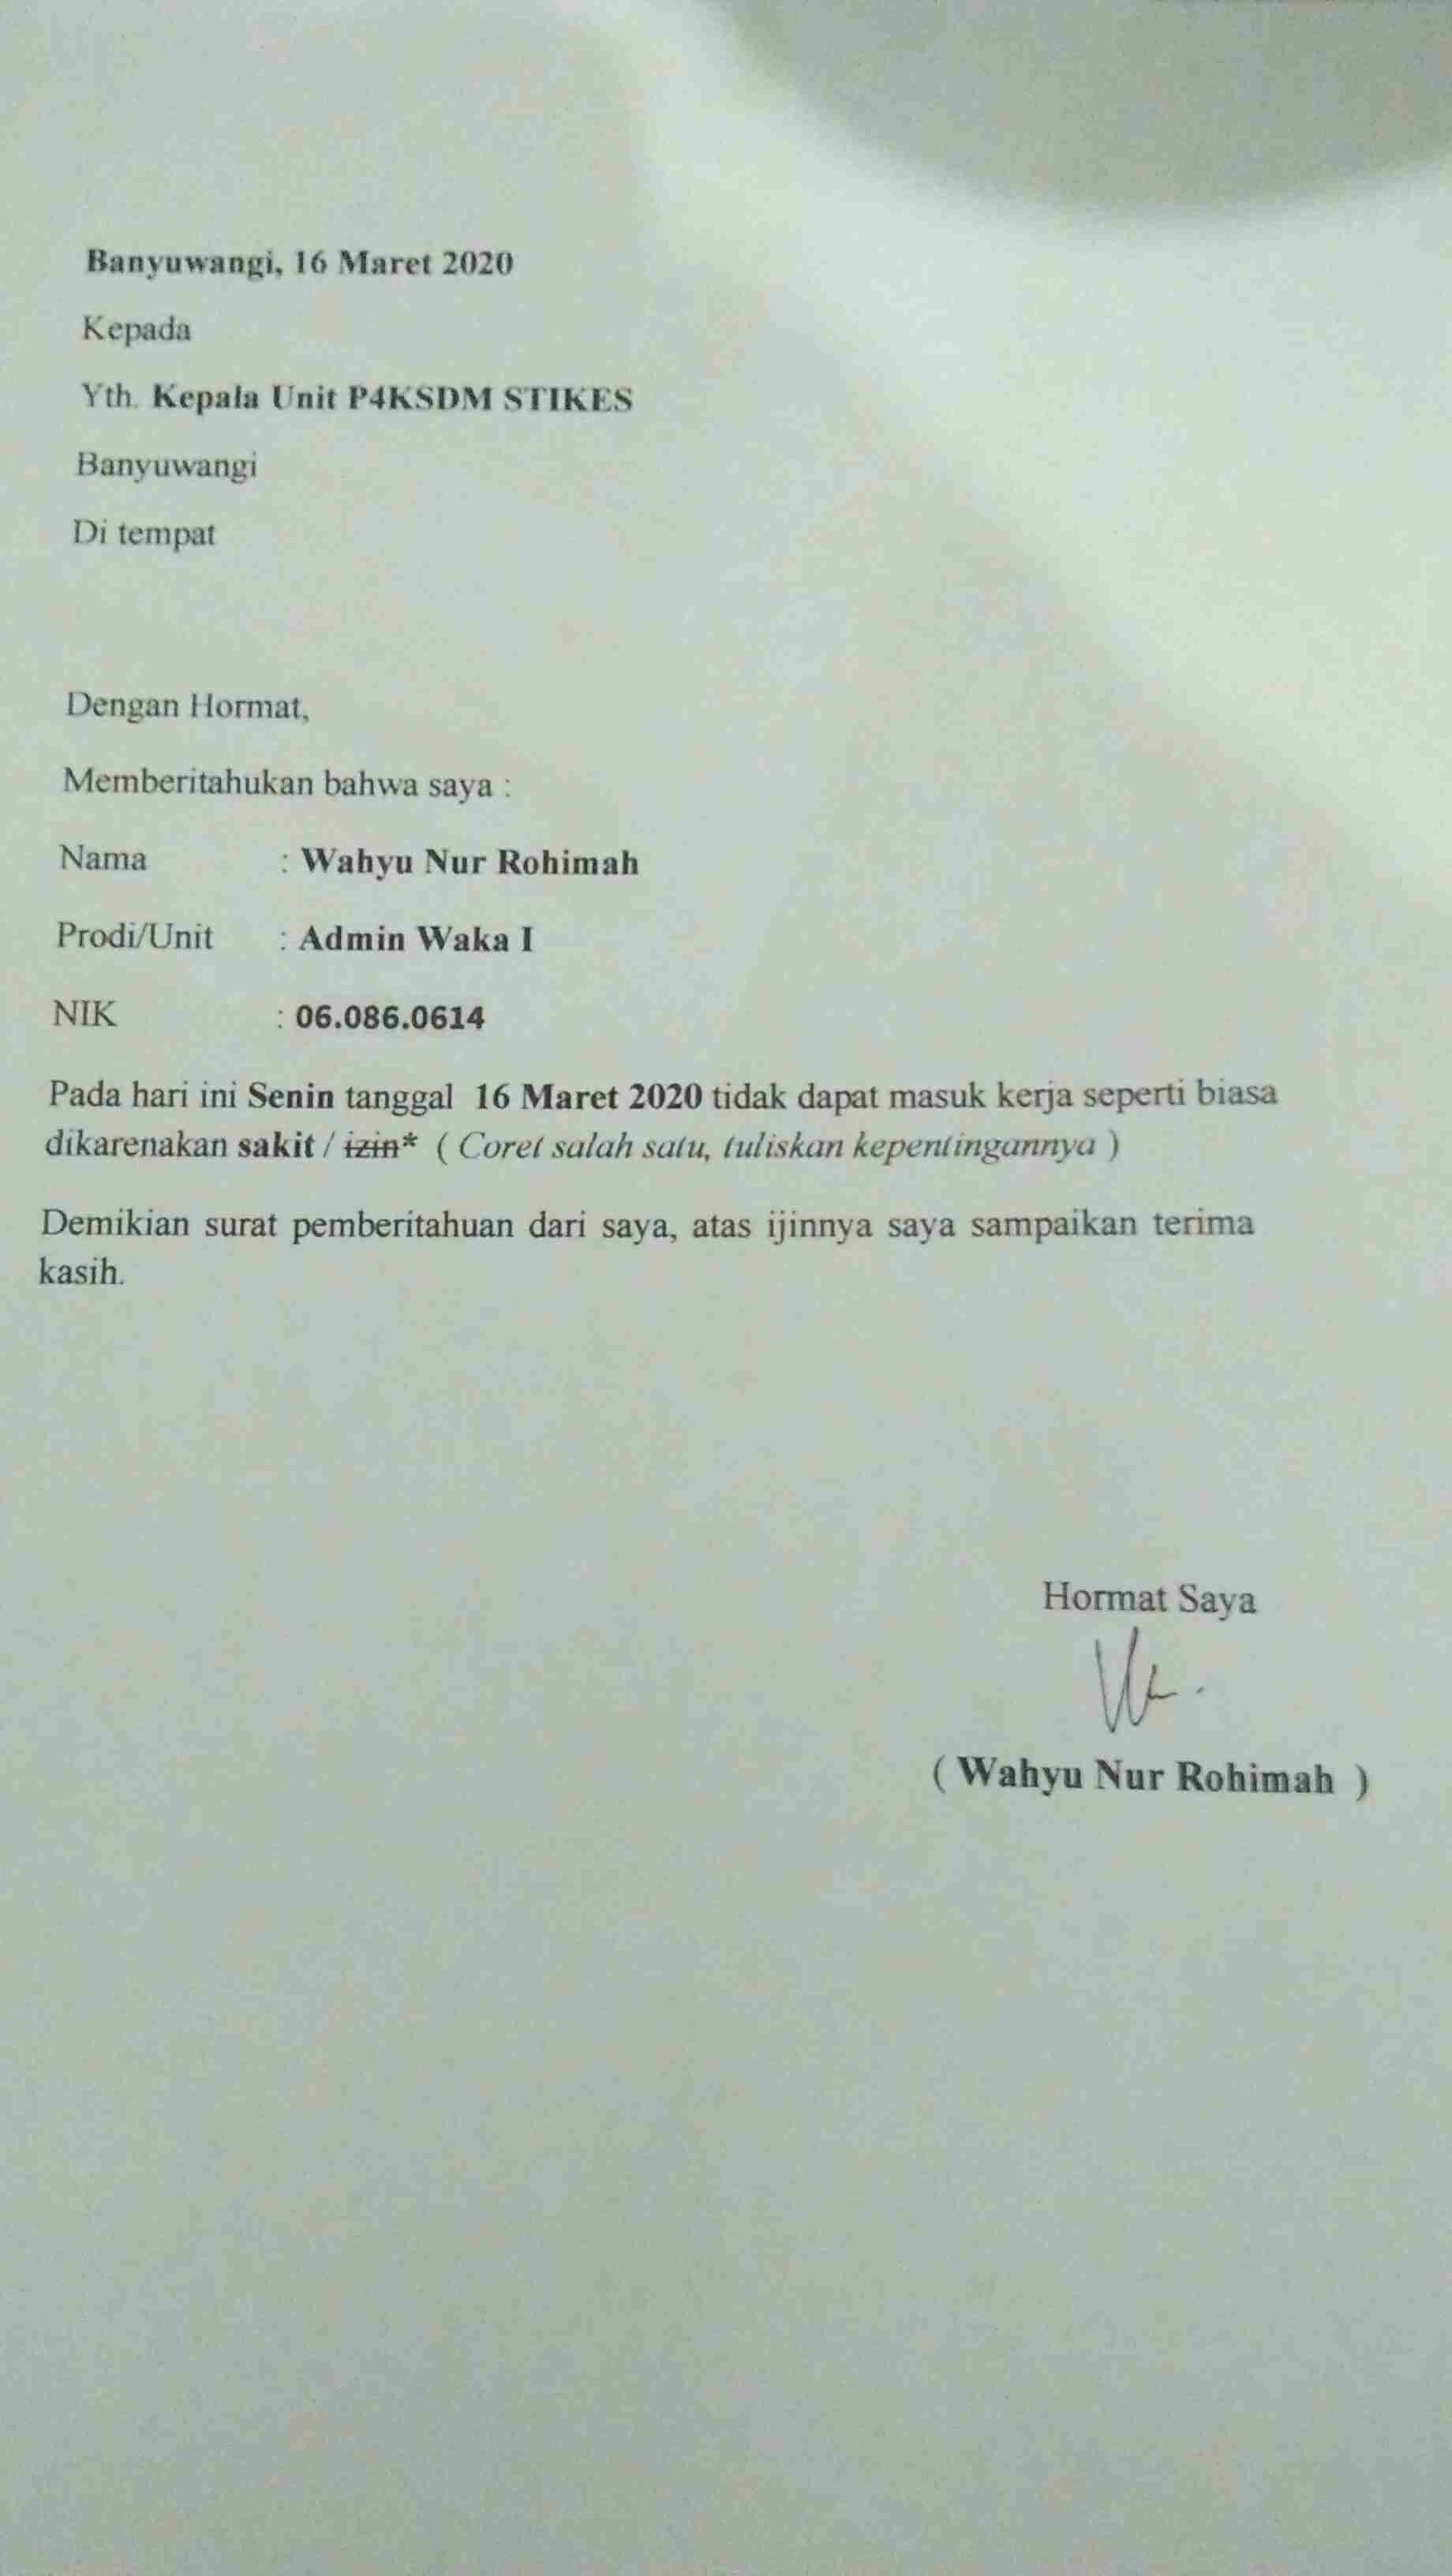 Banyuwangi, 16 Maret 2020
Kepada
Yth. Kepala Unit P4KSDM STIKES
Banyuwangi
Di tempat
Dengan Hormat,
Memberitahukan bahwa saya :
Nama : Wahyu Nur Rohimah
Prodi/Unit : Admin Waka I
NIK : 06.086.0614
Pada hari ini Senin tanggal 16 Maret 2020 tidak dapat masuk kerja seperti biasa
dikarenakan sakit / izin* ( Coret salah satu, tuliskan kepentingannya )
Demikian surat pemberitahuan dari saya, atas ijinnya saya sampaikan terima
kasih.
Hormat Saya
( Wahyu Nur Rohimah )